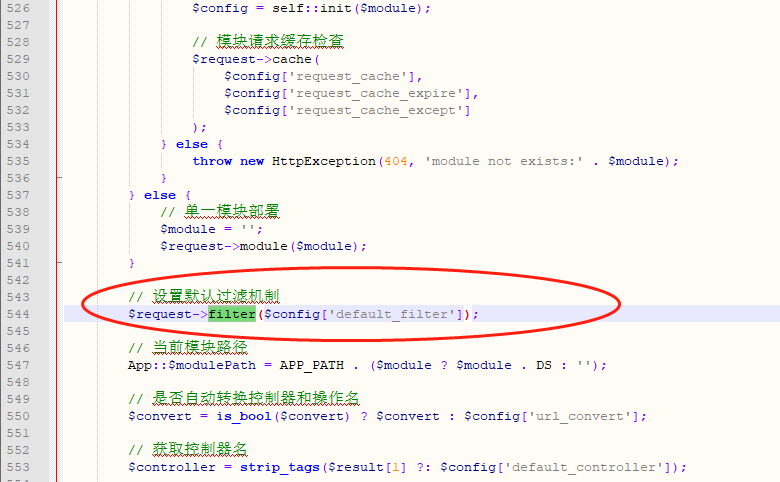 526 $config = self::init($module);
527
528 // 模块请求缓存检查
529 $request->cache(
530 $config['request_cache'],
531 $config['request_cache_expire'],
532 $config['request_cache_except']
533 );
534 } else {
535 throw new HttpException(404, 'module not exists:' . $module);
536 }
537 } else {
538 // 单一模块部署
539 $module = '';
540 $request->module($module);
541 }
542
543 // 设置默认过滤机制
544 $request->filter($config['default_filter']);
545
546 // 当前模块路径
547 App::$modulePath = APP_PATH . ($module ? $module . DS : '');
548
549 // 是否自动转换控制器和操作名
550 $convert = is_bool($convert) ? $convert : $config['url_convert'];
551
552 // 获取控制器名
553 $controller = strip_tags($result[1] ?: $config['default_controller']);